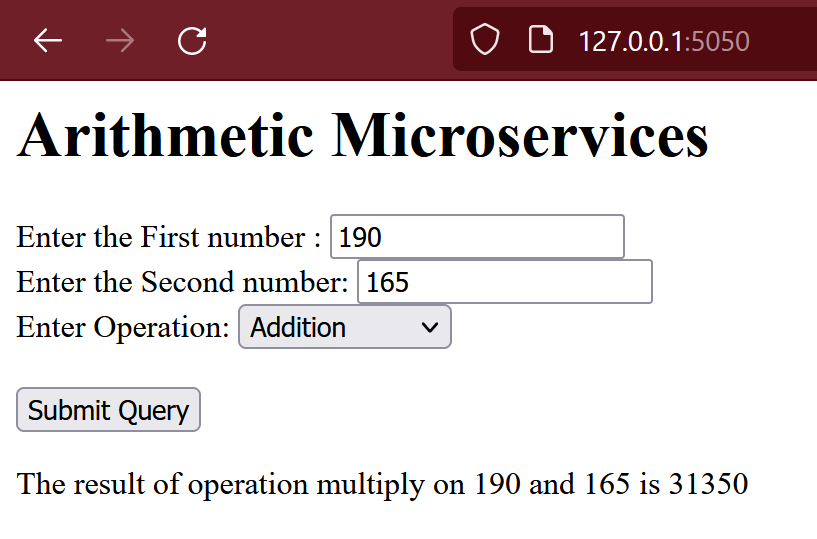 127.0.0.1:5050
Arithmetic Microservices
Enter the First number : 190
Enter the Second number: 165
Enter Operation: Addition
Submit Query
The result of operation multiply on 190 and 165 is 31350